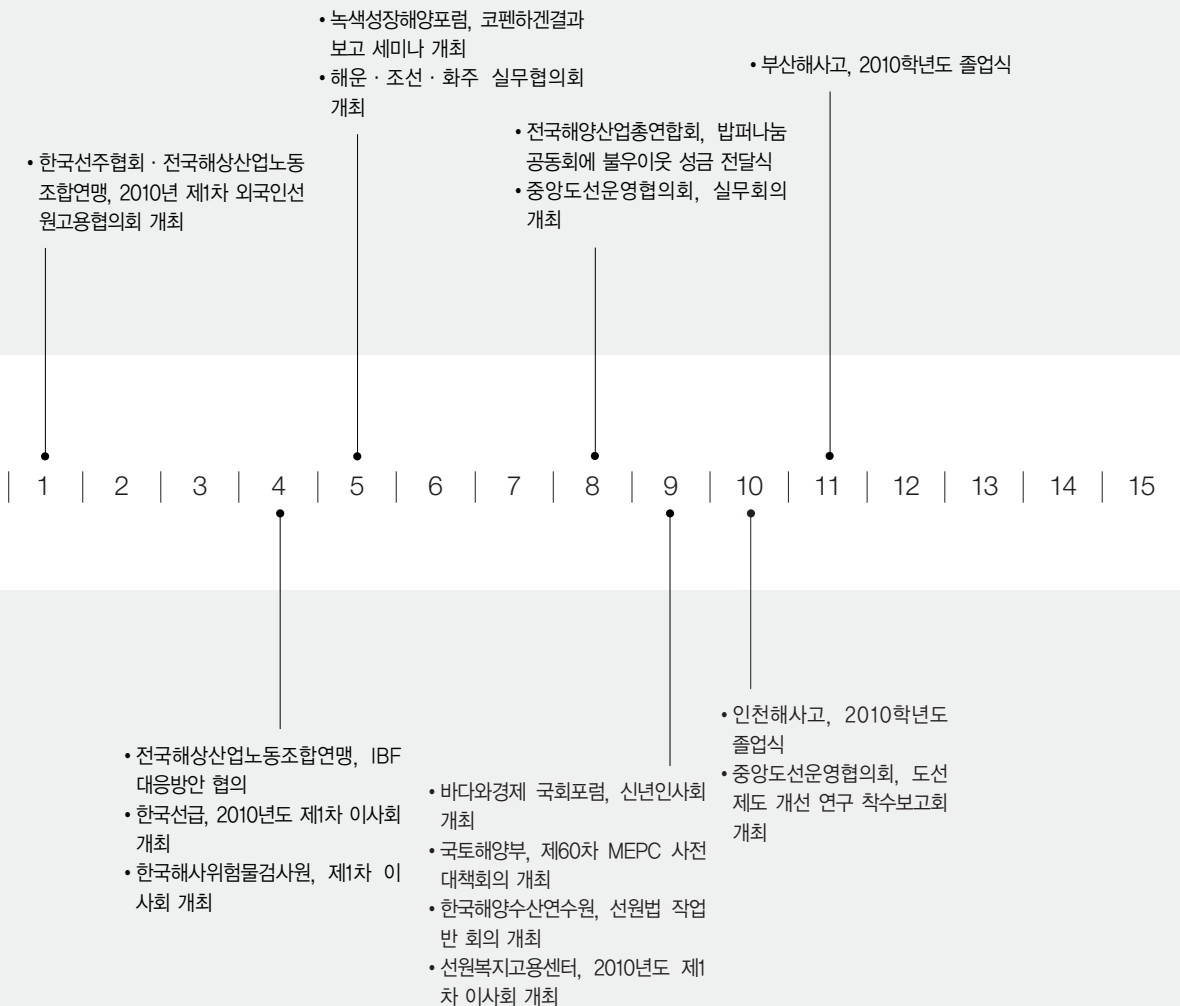 • 녹색성장해양포럼, 코펜하겐결과
보고 세미나 개최
• 해운 · 조선 · 화주 실무협의회
개최
• 부산해사고, 2010학년도 졸업식
• 전국해양산업총연합회, 밥퍼나눔
공동회에 불우이웃 성금 전달식
• 중앙도선운영협의회, 실무회의
개최
• 한국선주협회 · 전국해상산업노동
조합연맹, 2010년 제1차 외국인선
원고용협의회 개최
1 2 3 4 5 6 7 8 9 10 11 12 13 14 15
• 전국해상산업노동조합연맹, IBF
대응방안 협의
• 한국선급, 2010년도 제1차 이사회
개최
• 한국해사위험물검사원, 제1차 이
사회 개최
• 바다와경제 국회포럼, 신년인사회
개최
• 국토해양부, 제60차 MEPC 사전
대책회의 개최
• 한국해양수산연수원, 선원법 작업
반 회의 개최
• 선원복지고용센터, 2010년도 제1
차 이사회 개최
• 인천해사고, 2010학년도
졸업식
• 중앙도선운영협의회, 도선
제도 개선 연구 착수보고회
개최